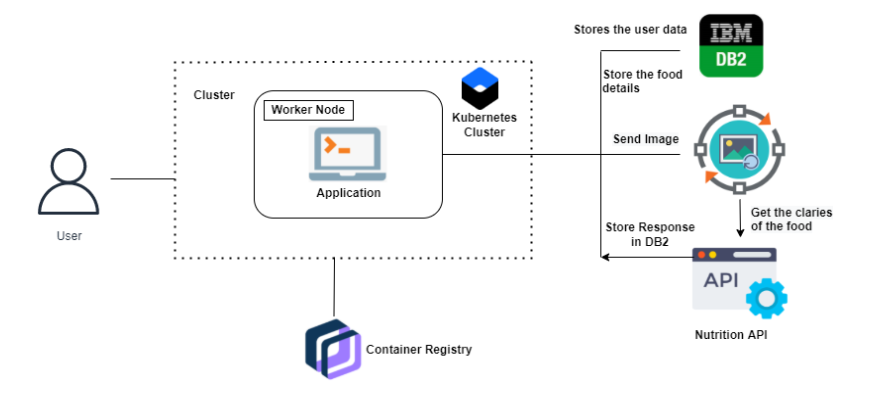 Stores the user data
IBM
DB2
Store the food
details
Cluster
Worker Node
Kubernetes
Cluster
Send Image
Application
User
Get the claries
of the food
Store Response
in DB2
API
Nutrition API
Container Registry